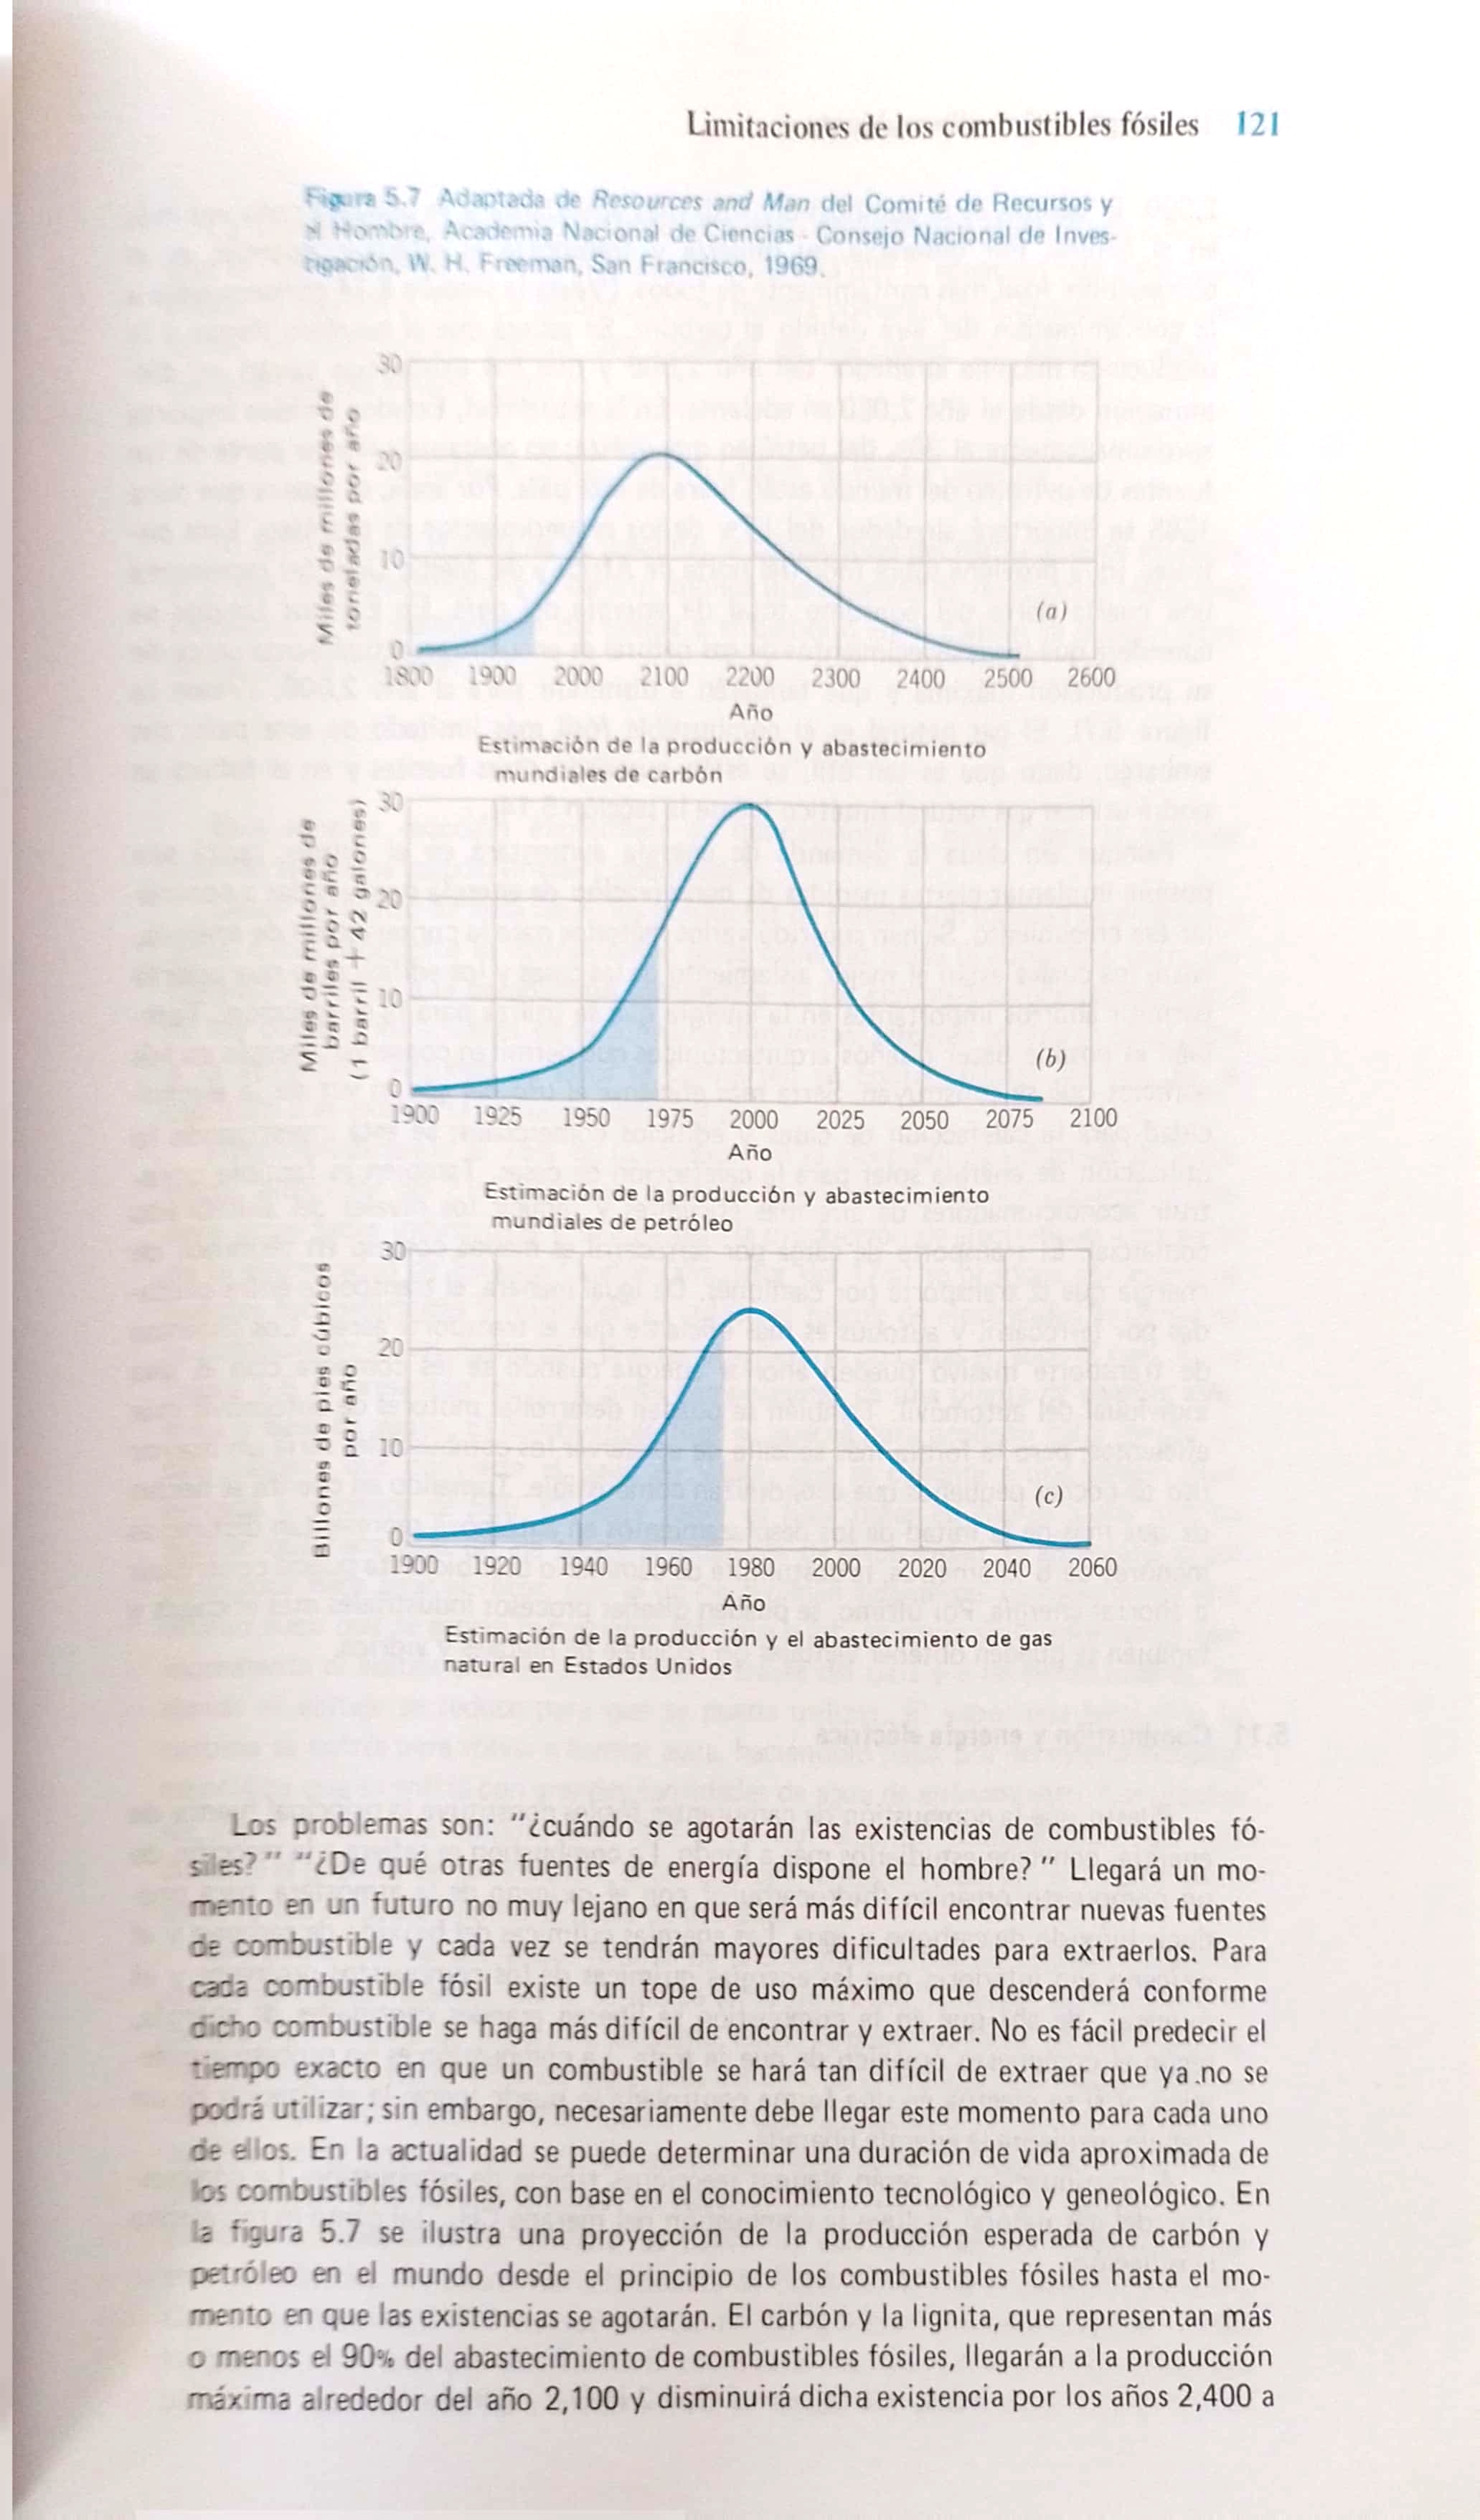 Limitaciones de los combustibles fósiles 121
Figura 5.7 Adaptada de Resources and Man del Comité de Recursos y
el Hombre, Academia Nacional de Ciencias - Consejo Nacional de Inves-
tigación, W. H. Freeman, San Francisco, 1969.
Miles de millones de
toneladas por año
30
20
10
0
(a)
1800 1900 2000 2100 2200 2300 2400 2500 2600
Año
Estimación de la producción y abastecimiento
mundiales de carbón
Miles de millones de
barriles por año
(1 barril + 42 galones)
30
20
10
0
(b)
1900 1925 1950 1975 2000 2025 2050 2075 2100
Año
Estimación de la producción y abastecimiento
mundiales de petróleo
Billones de pies cúbicos
por año
30
20
10
0
(c)
1900 1920 1940 1960 1980 2000 2020 2040 2060
Año
Estimación de la producción y el abastecimiento de gas
natural en Estados Unidos
Los problemas son: "¿cuándo se agotarán las existencias de combustibles fó-
siles?" "¿De qué otras fuentes de energía dispone el hombre?" Llegará un mo-
mento en un futuro no muy lejano en que será más difícil encontrar nuevas fuentes
de combustible y cada vez se tendrán mayores dificultades para extraerlos. Para
cada combustible fósil existe un tope de uso máximo que descenderá conforme
dicho combustible se haga más difícil de encontrar y extraer. No es fácil predecir el
tiempo exacto en que un combustible se hará tan difícil de extraer que ya no se
podrá utilizar; sin embargo, necesariamente debe llegar este momento para cada uno
de ellos. En la actualidad se puede determinar una duración de vida aproximada de
los combustibles fósiles, con base en el conocimiento tecnológico y geneológico. En
la figura 5.7 se ilustra una proyección de la producción esperada de carbón y
petróleo en el mundo desde el principio de los combustibles fósiles hasta el mo-
mento en que las existencias se agotarán. El carbón y la lignita, que representan más
o menos el 90% del abastecimiento de combustibles fósiles, llegarán a la producción
máxima alrededor del año 2,100 y disminuirá dicha existencia por los años 2,400 a